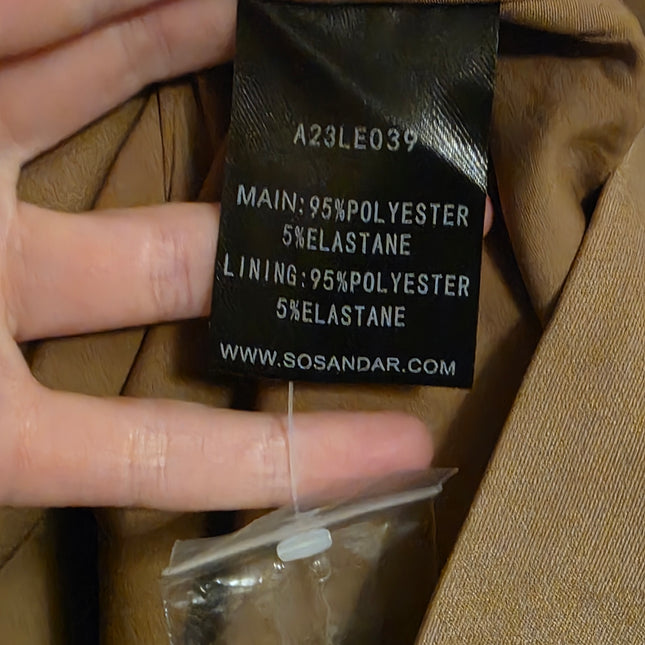 A23LE039
MAIN:95%POLYESTER
5%ELASTANE
LINING:95%POLYESTER
5%ELASTANE
WWW.SOSANDAR.COM